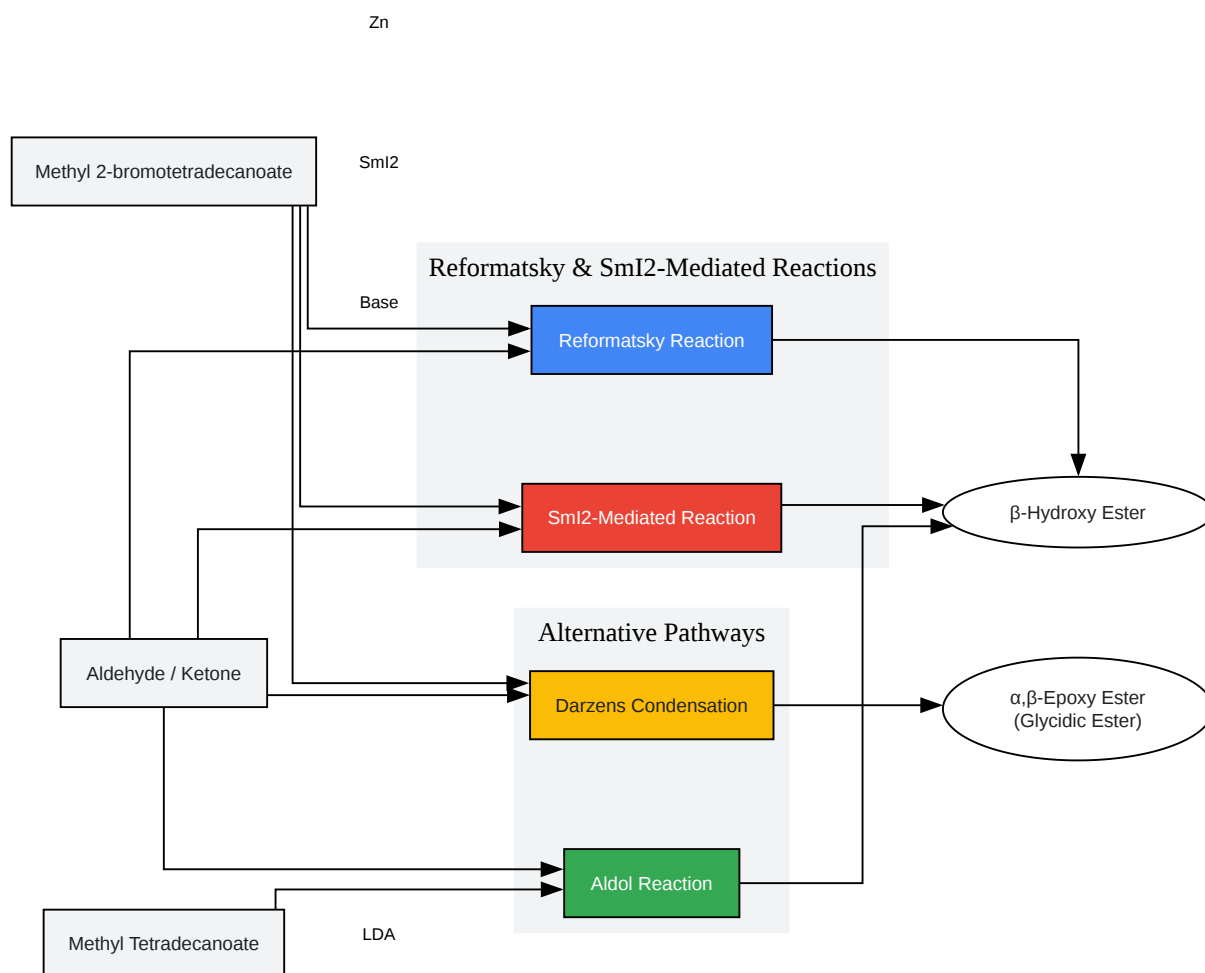 Zn
Methyl 2-bromotetradecanoate
SmI2
Reformatsky & SmI2-Mediated Reactions
Base
Reformatsky Reaction
SmI2-Mediated Reaction
β-Hydroxy Ester
Alternative Pathways
Aldehyde / Ketone
Darzens Condensation
α,β-Epoxy Ester
(Glycidic Ester)
Aldol Reaction
Methyl Tetradecanoate
LDA